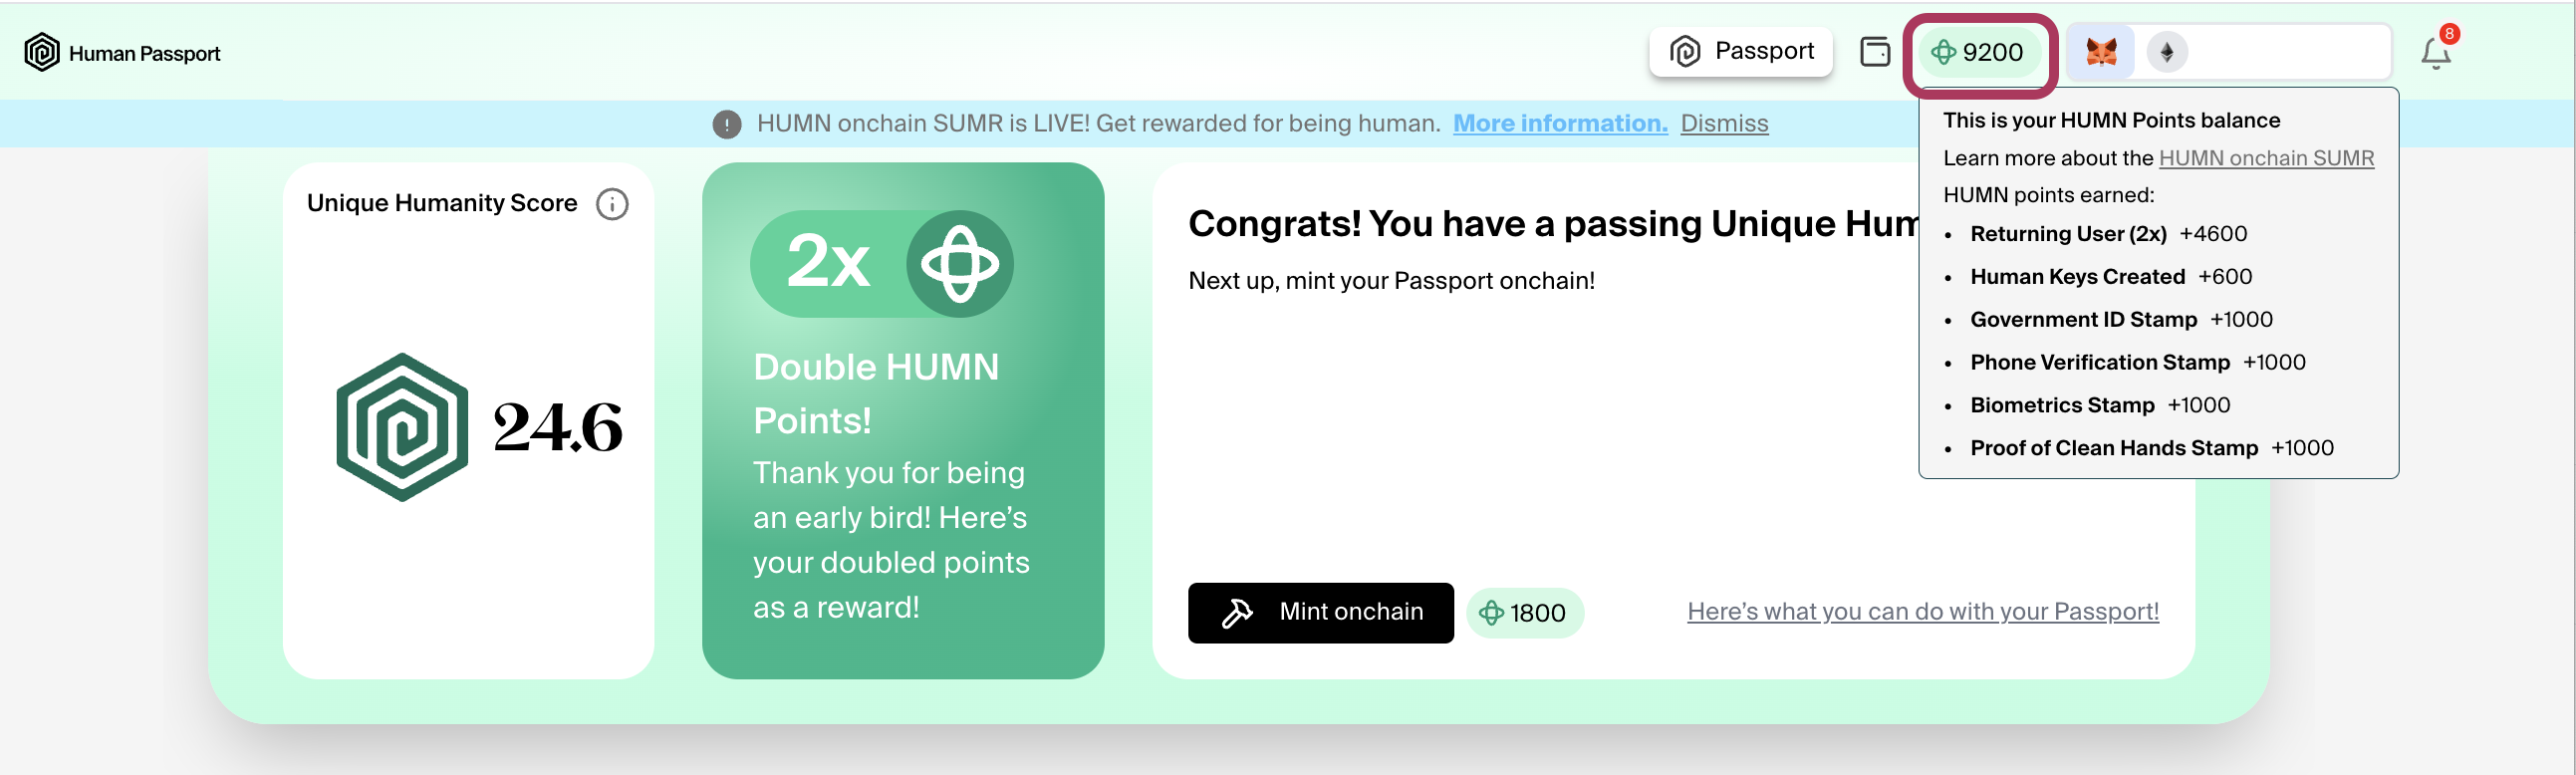 Human Passport
Passport
9200
8
HUMN onchain SUMR is LIVE! Get rewarded for being human. More information. Dismiss
This is your HUMN Points balance
Learn more about the HUMN onchain SUMR
HUMN points earned:
• Returning User (2x) +4600
• Human Keys Created +600
• Government ID Stamp +1000
• Phone Verification Stamp +1000
• Biometrics Stamp +1000
• Proof of Clean Hands Stamp +1000
Unique Humanity Score
24.6
2x
Double HUMN
Points!
Thank you for being
an early bird! Here's
your doubled points
as a reward!
Congrats! You have a passing Unique Hum
Next up, mint your Passport onchain!
Mint onchain
1800
Here's what you can do with your Passport!